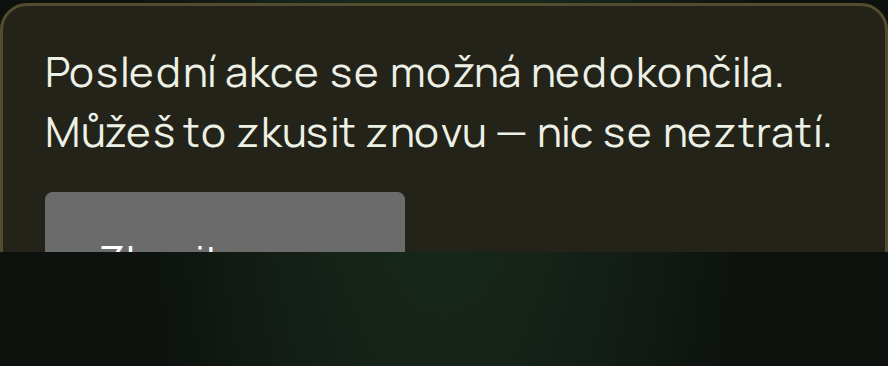 Poslední akce se možná nedokončila.
Můžeš to zkusit znovu — nic se neztratí.